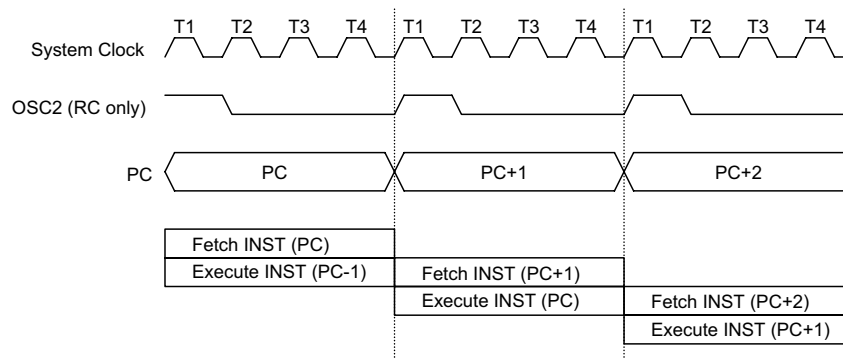 T1 T2 T3 T4 T1 T2 T3 T4 T1 T2 T3 T4
System Clock
OSC2 (RC only)
PC PC PC+1 PC+2
Fetch INST (PC)
Execute INST (PC-1) Fetch INST (PC+1)
Execute INST (PC) Fetch INST (PC+2)
Execute INST (PC+1)